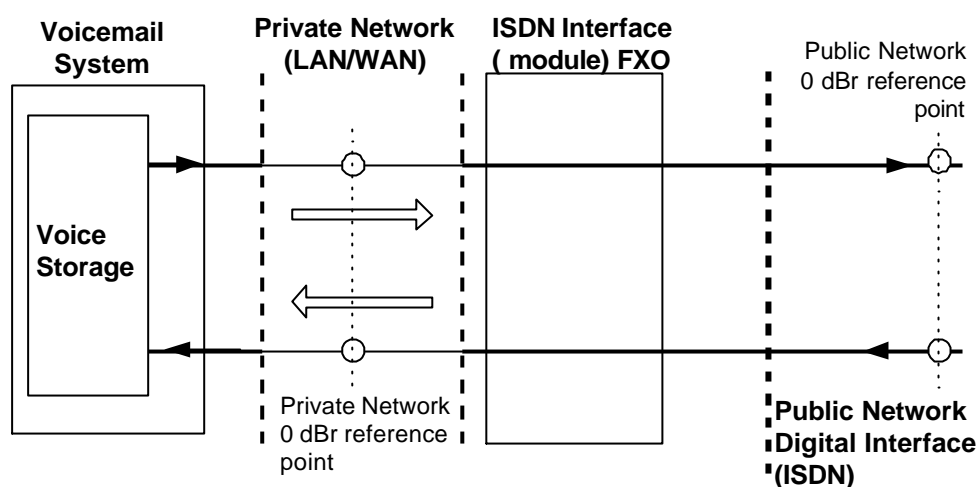 Voicemail
System
Private Network
(LAN/WAN)
ISDN Interface
( module) FXO
Public Network
0 dBr reference
point
Voice
Storage
Private Network
0 dBr reference
point
Public Network
Digital Interface
(ISDN)